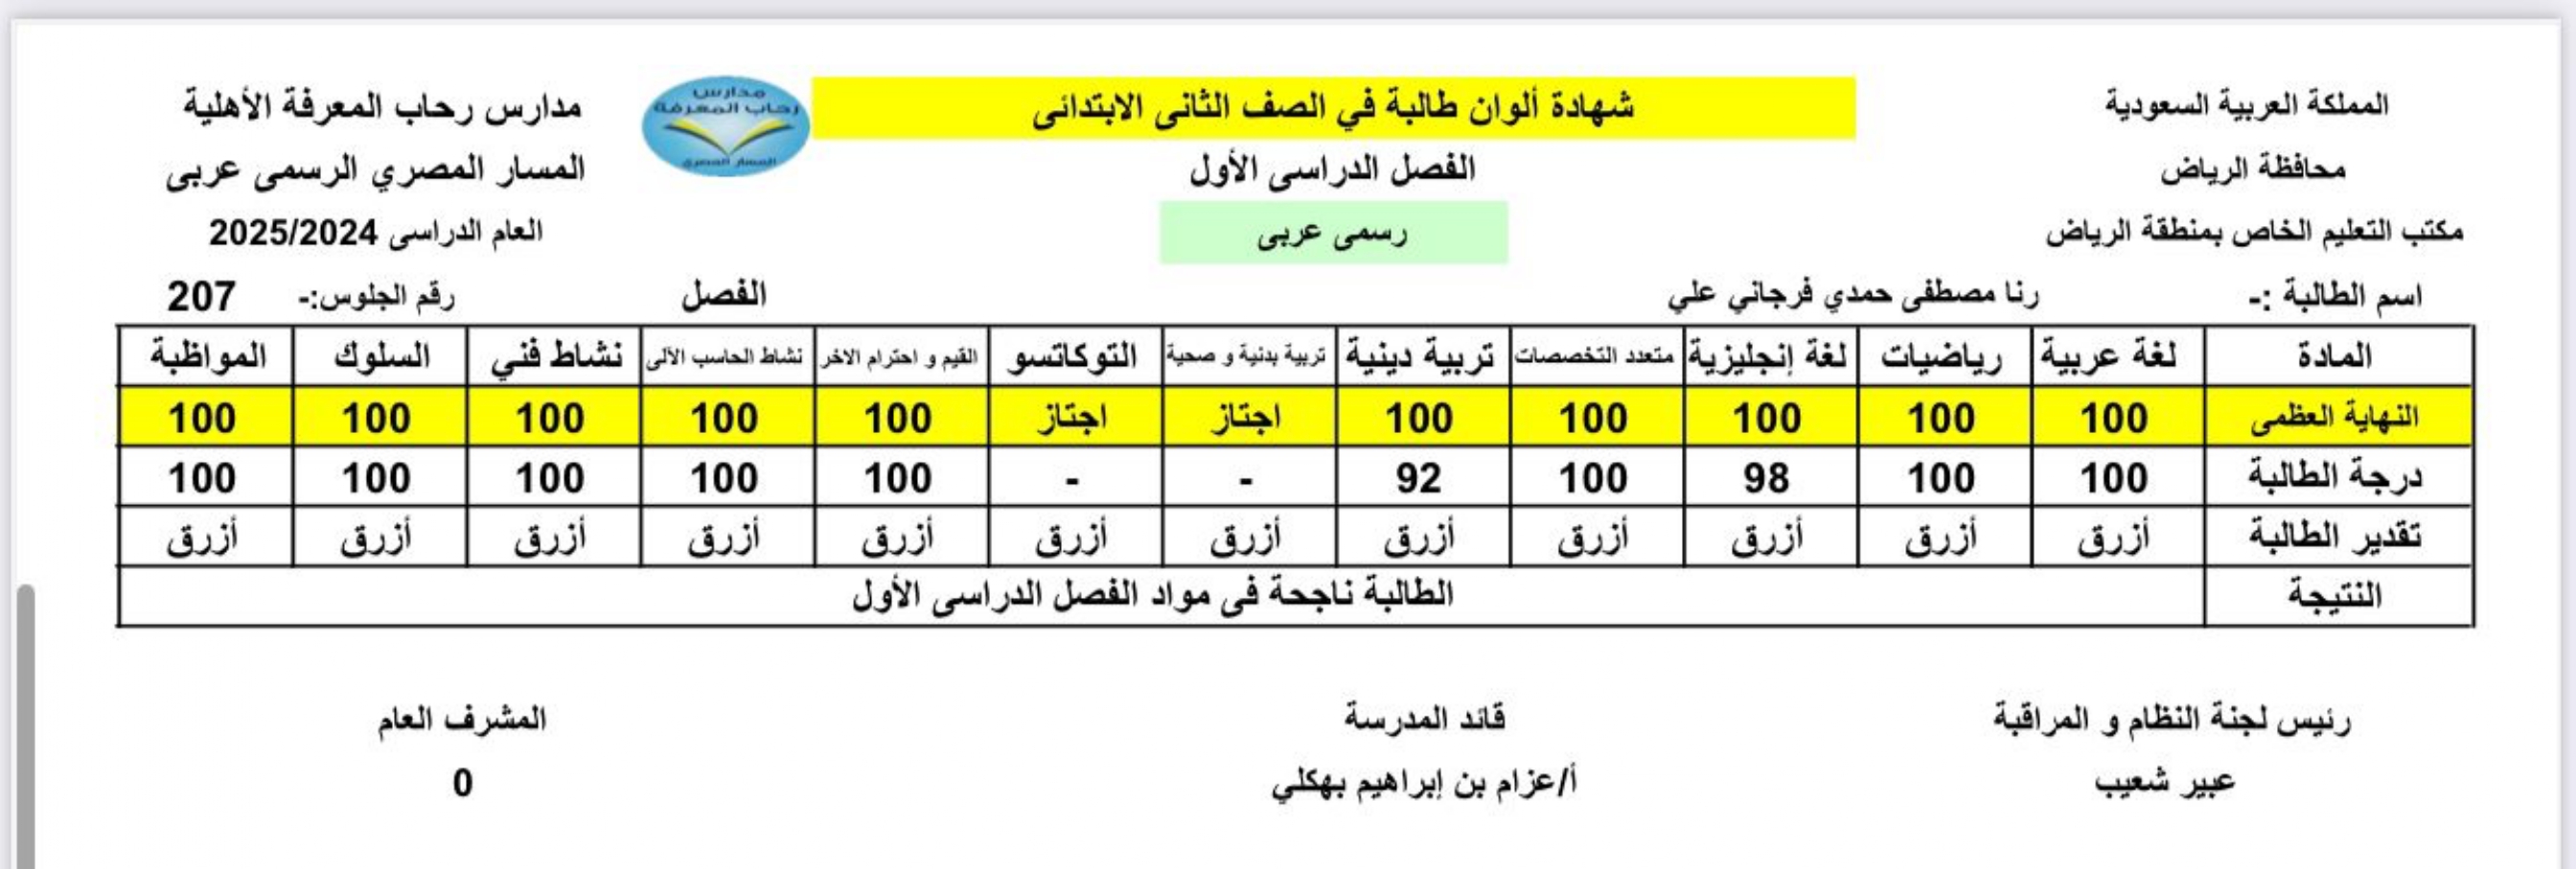 المملكة العربية السعودية
شهادة ألوان طالبة في الصف الثانى الابتدائى
مدارس رحاب المعرفة المسار المصري
مدارس رحاب المعرفة الأهلية
محافظة الرياض
الفصل الدراسى الأول
المسار المصري الرسمى عربى
مكتب التعليم الخاص بمنطقة الرياض
رسمى عربى
العام الدراسى 2025/2024
اسم الطالبة :- رنا مصطفى حمدي فرجاني علي الفصل رقم الجلوس:- 207
المادة لغة عربية رياضيات لغة إنجليزية متعدد التخصصات تربية دينية تربية بدنية و صحية التوكاتسو القيم و احترام الاخر نشاط الحاسب الآلى نشاط فني السلوك المواظبة
النهاية العظمى 100 100 100 100 100 اجتاز اجتاز 100 100 100 100 100
درجة الطالبة 100 100 98 100 92 - - 100 100 100 100 100
تقدير الطالبة أزرق أزرق أزرق أزرق أزرق أزرق أزرق أزرق أزرق أزرق أزرق أزرق
النتيجة الطالبة ناجحة فى مواد الفصل الدراسى الأول
رئيس لجنة النظام و المراقبة قائد المدرسة المشرف العام
عبير شعيب أ/عزام بن إبراهيم بهكلي 0